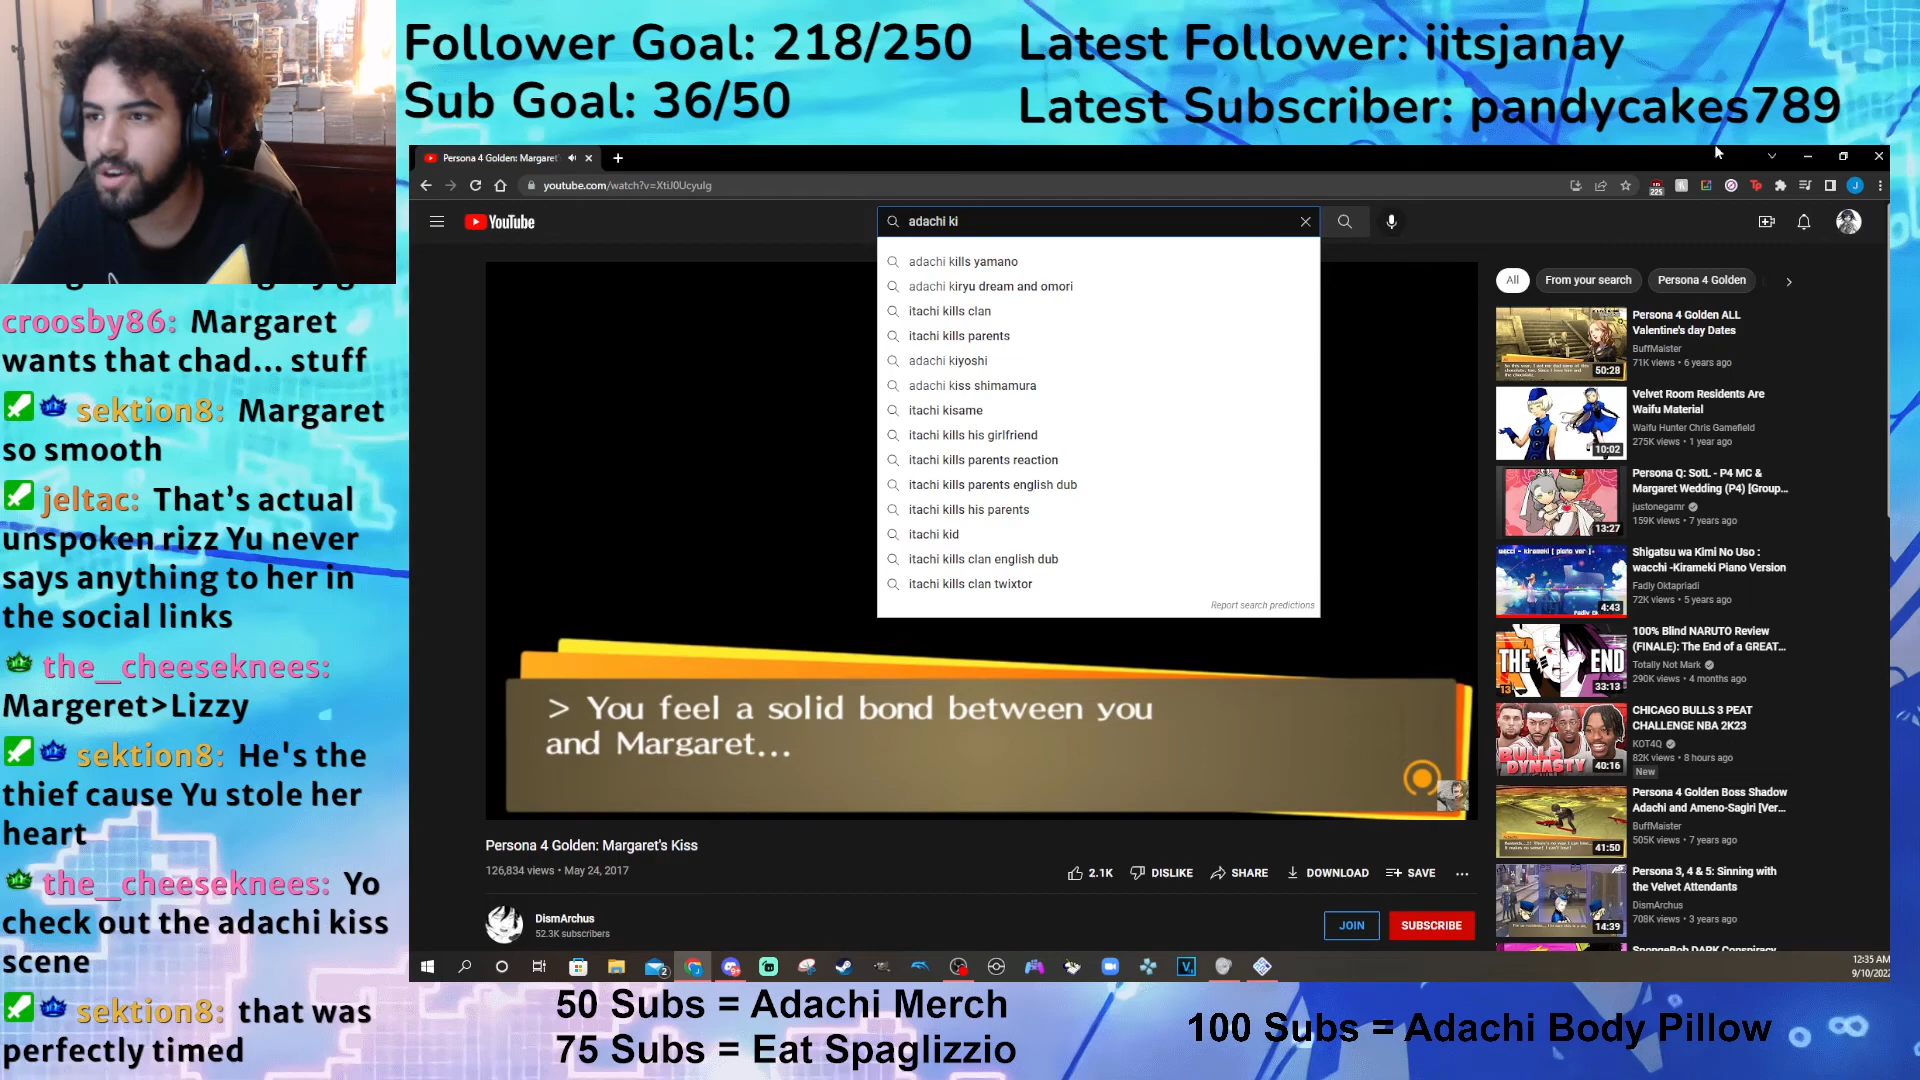 Follower Goal: 218/250
Sub Goal: 36/50
Latest Follower: iitsjanay
Latest Subscriber: pandycakes789
croosby86: Margaret
wants that chad... stuff
sektion8: Margaret
so smooth
jeltac: That's actual
unspoken rizz Yu never
says anything to her in
the social links
the__cheeseknees:
Margeret>Lizzy
sektion8: He's the
thief cause Yu stole her
heart
the__cheeseknees: Yo
check out the adachi kiss
scene
sektion8: that was
perfectly timed
Persona 4 Golden: Margaret'
youtube.com/watch?v=XtiJ0Ucyulg
225
Tp
J
YouTube
adachi ki
adachi kills yamano
adachi kiryu dream and omori
itachi kills clan
itachi kills parents
adachi kiyoshi
adachi kiss shimamura
itachi kisame
itachi kills his girlfriend
itachi kills parents reaction
itachi kills parents english dub
itachi kills his parents
itachi kid
itachi kills clan english dub
itachi kills clan twixtor
Report search predictions
> You feel a solid bond between you
and Margaret...
Persona 4 Golden: Margaret's Kiss
126,834 views • May 24, 2017
2.1K
DISLIKE
SHARE
DOWNLOAD
SAVE
DismArchus
52.3K subscribers
JOIN
SUBSCRIBE
All
From your search
Persona 4 Golden
50:28
Persona 4 Golden ALL
Valentine's day Dates
BuffMaister
71K views • 6 years ago
10:02
Velvet Room Residents Are
Waifu Material
Waifu Hunter Chris Gamefield
275K views • 1 year ago
13:27
Persona Q: SotL - P4 MC &
Margaret Wedding (P4) [Group...
justonegamr
159K views • 7 years ago
4:43
Shigatsu wa Kimi No Uso :
wacchi -Kirameki Piano Version
Fadly Oktapriadi
72K views • 5 years ago
THE END
33:13
100% Blind NARUTO Review
(FINALE): The End of a GREAT...
Totally Not Mark
290K views • 4 months ago
BULLS DYNASTY
40:16
CHICAGO BULLS 3 PEAT
CHALLENGE NBA 2K23
KOT4Q
82K views • 8 hours ago
New
41:50
Persona 4 Golden Boss Shadow
Adachi and Ameno-Sagiri [Ver...
BuffMaister
505K views • 7 years ago
14:39
Persona 3, 4 & 5: Sinning with
the Velvet Attendants
DismArchus
708K views • 3 years ago
SpongeBob DARK Conspiracy
12:35 AM
9/10/2022
50 Subs = Adachi Merch
75 Subs = Eat Spaglizzio
100 Subs = Adachi Body Pillow